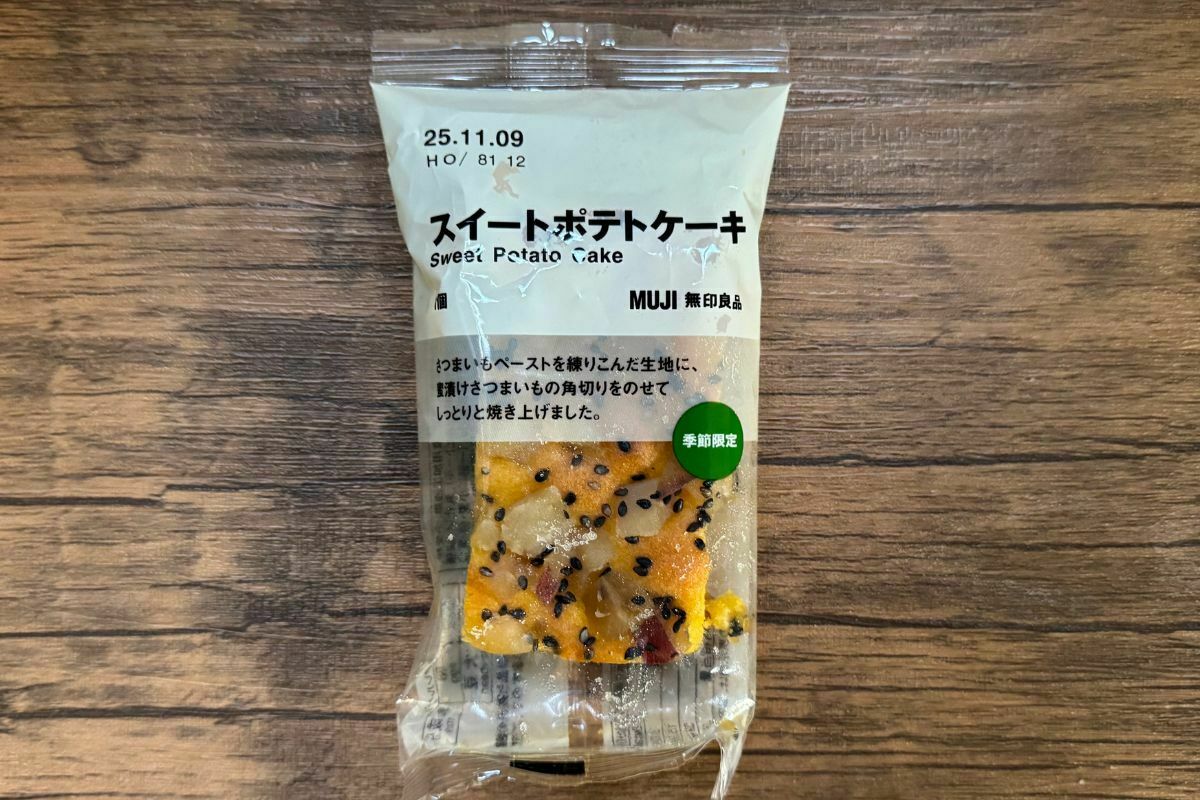 25.11.09
HO/ 81 12
スイートポテトケーキ
Sweet Potato Cake
1個
MUJI 無印良品
さつまいもペーストを練りこんだ生地に、
蜜漬けさつまいもの角切りをのせて
しっとりと焼き上げました。
季節限定